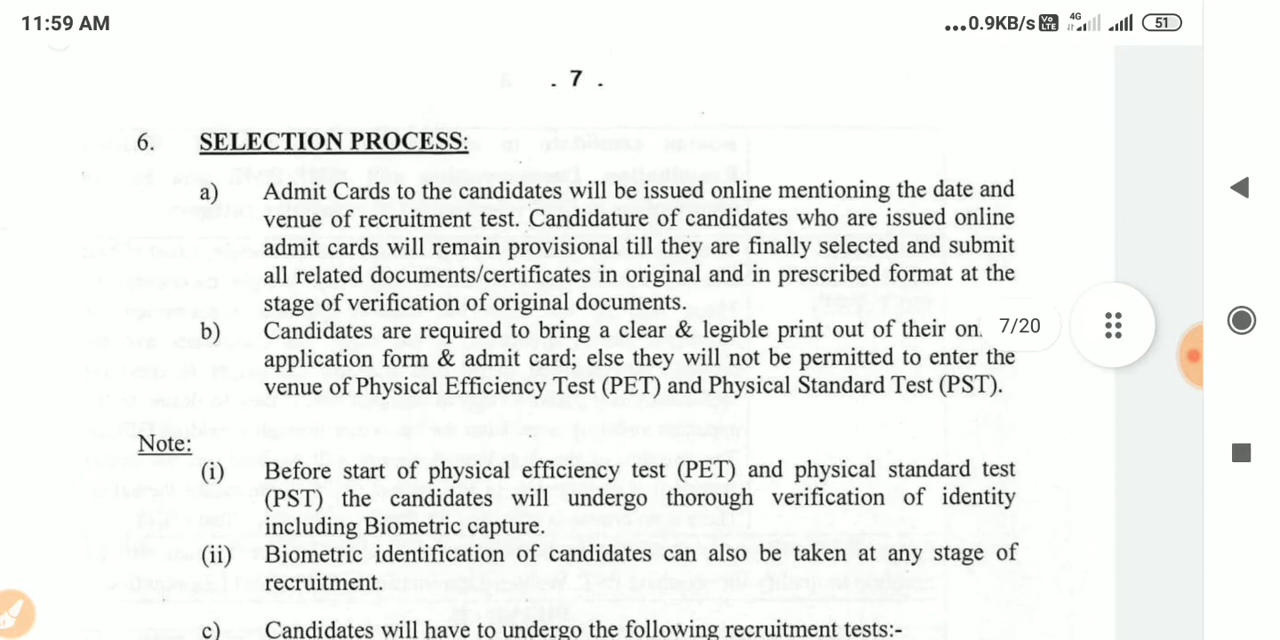 11:59 AM
...0.9KB/s Vo LTE 4G 51
. 7 .
6. SELECTION PROCESS:
a) Admit Cards to the candidates will be issued online mentioning the date and
venue of recruitment test. Candidature of candidates who are issued online
admit cards will remain provisional till they are finally selected and submit
all related documents/certificates in original and in prescribed format at the
stage of verification of original documents.
7/20
b) Candidates are required to bring a clear & legible print out of their on
application form & admit card; else they will not be permitted to enter the
venue of Physical Efficiency Test (PET) and Physical Standard Test (PST).
Note:
(i) Before start of physical efficiency test (PET) and physical standard test
(PST) the candidates will undergo thorough verification of identity
including Biometric capture.
(ii) Biometric identification of candidates can also be taken at any stage of
recruitment.
c) Candidates will have to undergo the following recruitment tests:-